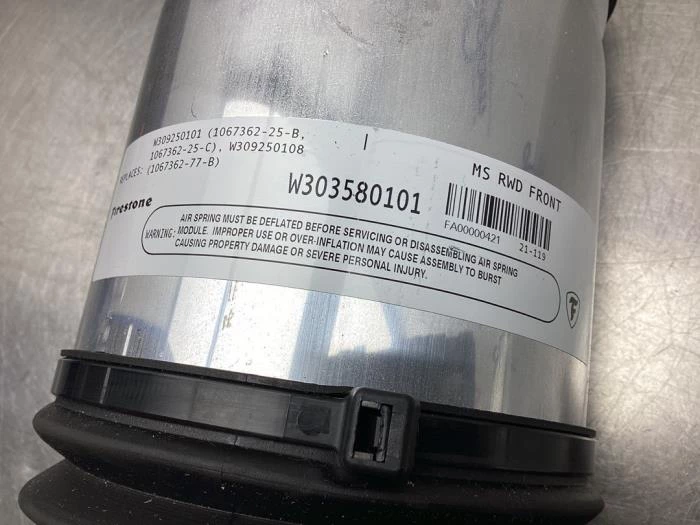 W309250101 (1067362-25-B,
1067362-25-C), W309250108
REPLACES: (1067362-77-B)
Firestone
W303580101
MS RWD FRONT
FA00000421 21-119
AIR SPRING MUST BE DEFLATED BEFORE SERVICING OR DISASSEMBLING AIR SPRING
WARNING: MODULE. IMPROPER USE OR OVER-INFLATION MAY CAUSE ASSEMBLY TO BURST
CAUSING PROPERTY DAMAGE OR SEVERE PERSONAL INJURY.